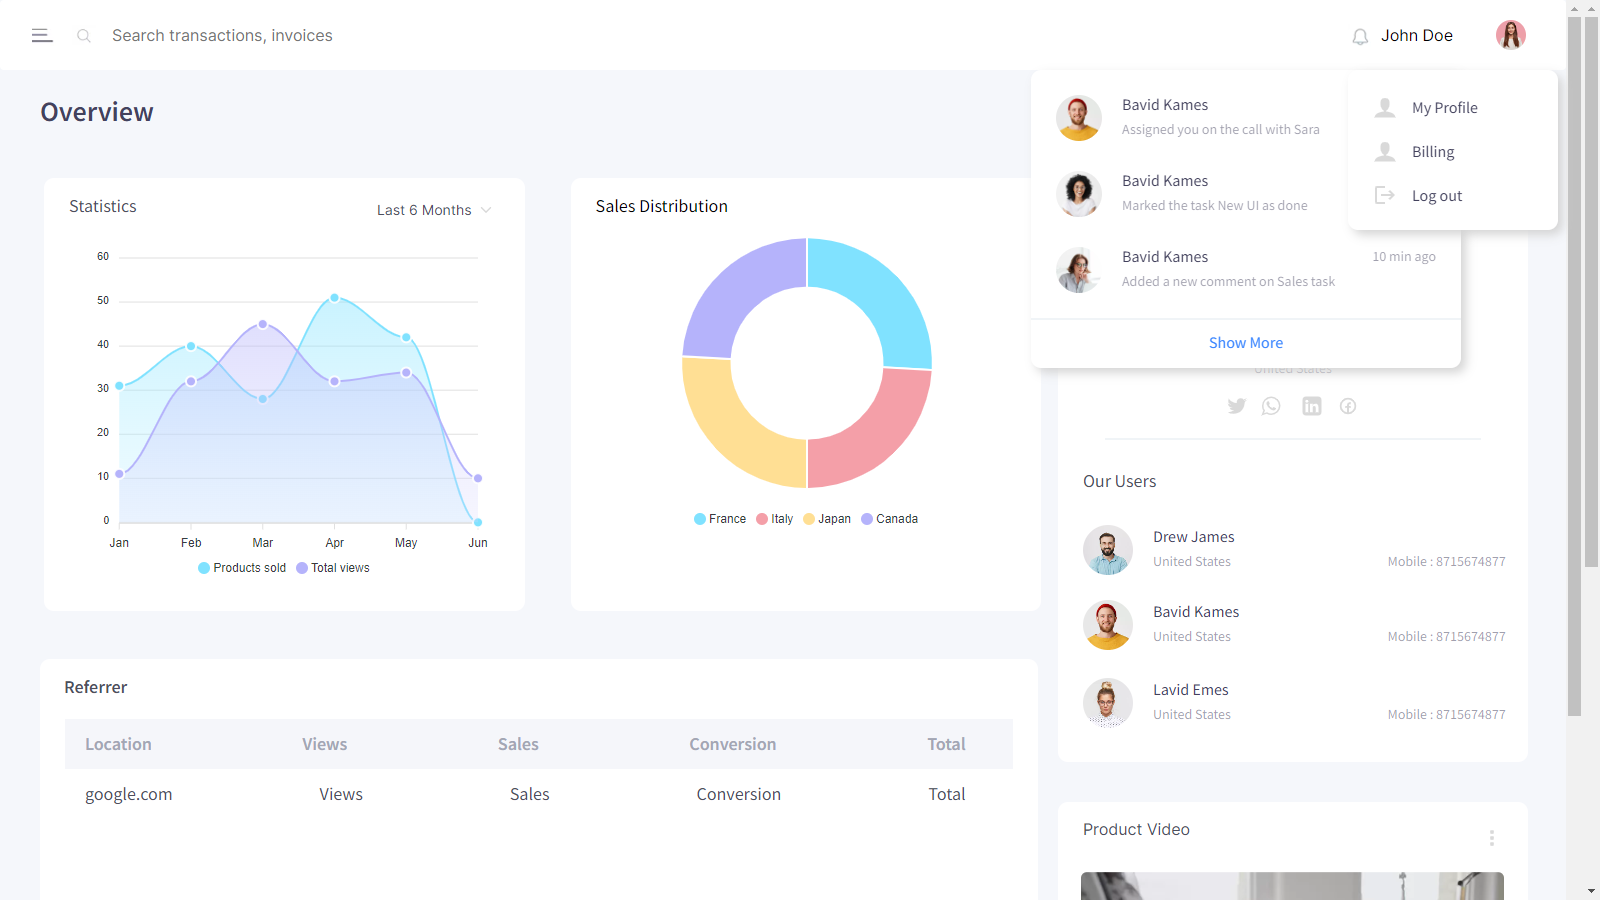 Search transactions, invoices
John Doe
Overview
Bavid Kames
Assigned you on the call with Sara
Bavid Kames
Marked the task New UI as done
Bavid Kames
10 min ago
Added a new comment on Sales task
Show More
My Profile
Billing
Log out
Statistics
Last 6 Months
60
50
40
30
20
10
0
Jan Feb Mar Apr May Jun
Products sold Total views
Sales Distribution
France Italy Japan Canada
United States
Our Users
Drew James
United States Mobile : 8715674877
Bavid Kames
United States Mobile : 8715674877
Lavid Emes
United States Mobile : 8715674877
Referrer
Location Views Sales Conversion Total
google.com Views Sales Conversion Total
Product Video